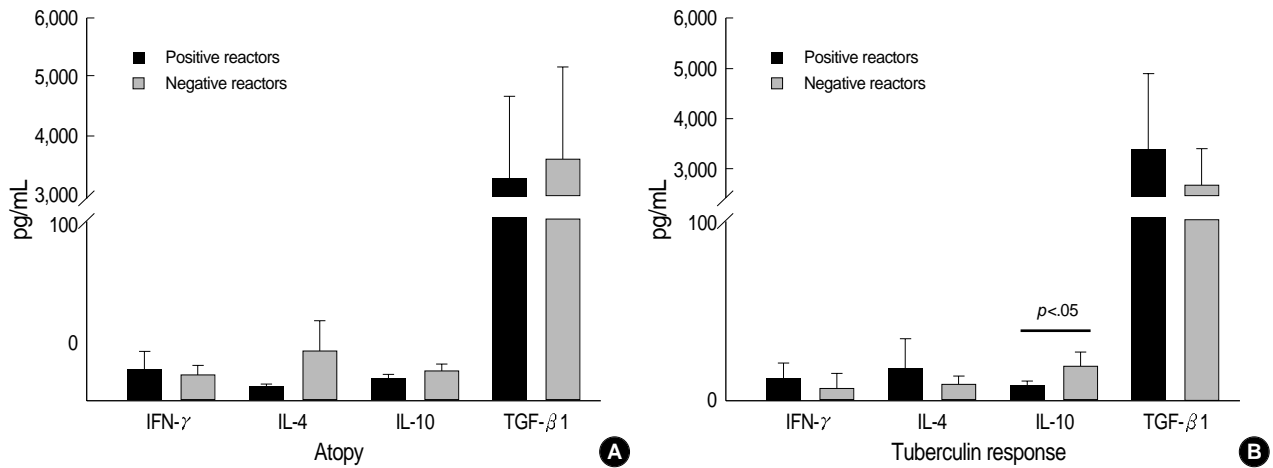 6,000
5,000
4,000
3,000
100
0
pg/mL
Positive reactors
Negative reactors
IFN-γ
IL-4
IL-10
TGF-β1
Atopy
A
6,000
5,000
4,000
3,000
100
0
pg/mL
Positive reactors
Negative reactors
p<.05
IFN-γ
IL-4
IL-10
TGF-β1
Tuberculin response
B